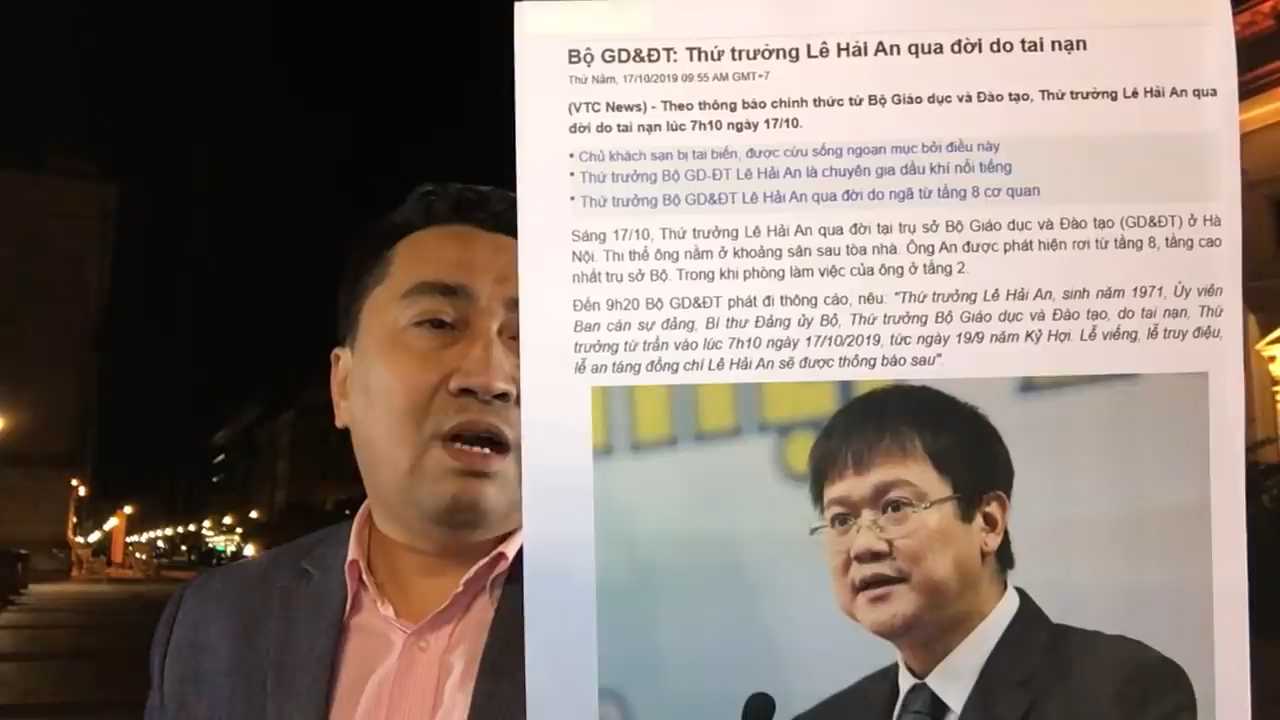 Bộ GD&ĐT: Thứ trưởng Lê Hải An qua đời do tai nạn
Thứ Năm, 17/10/2019 09:55 AM GMT+7
(VTC News) - Theo thông báo chính thức từ Bộ Giáo dục và Đào tạo, Thứ trưởng Lê Hải An qua
đời do tai nạn lúc 7h10 ngày 17/10.
* Chủ khách sạn bị tai biến, được cứu sống ngoạn mục bởi điều này
* Thứ trưởng Bộ GD-ĐT Lê Hải An là chuyên gia dầu khí nổi tiếng
* Thứ trưởng Bộ GD&ĐT Lê Hải An qua đời do ngã từ tầng 8 cơ quan
Sáng 17/10, Thứ trưởng Lê Hải An qua đời tại trụ sở Bộ Giáo dục và Đào tạo (GD&ĐT) ở Hà
Nội. Thi thể ông nằm ở khoảng sân sau tòa nhà. Ông An được phát hiện rơi từ tầng 8, tầng cao
nhất trụ sở Bộ. Trong khi phòng làm việc của ông ở tầng 2.
Đến 9h20 Bộ GD&ĐT phát đi thông cáo, nêu: "Thứ trưởng Lê Hải An, sinh năm 1971, Ủy viên
Ban cán sự đảng, Bí thư Đảng ủy Bộ, Thứ trưởng Bộ Giáo dục và Đào tạo, do tai nạn, Thứ
trưởng từ trần vào lúc 7h10 ngày 17/10/2019, tức ngày 19/9 năm Kỷ Hợi. Lễ viếng, lễ truy điệu,
lễ an táng đồng chí Lê Hải An sẽ được thông báo sau".